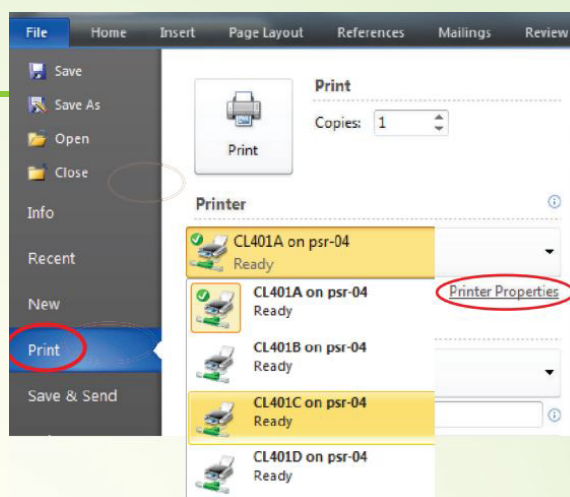 File Home Insert Page Layout References Mailings Review
Save
Save As
Open
Close
Info
Recent
New
Print
Save & Send
Print
Copies: 1
Print
Printer
CL401A on psr-04
Ready
Printer Properties
CL401A on psr-04
Ready
CL401B on psr-04
Ready
CL401C on psr-04
Ready
CL401D on psr-04
Ready